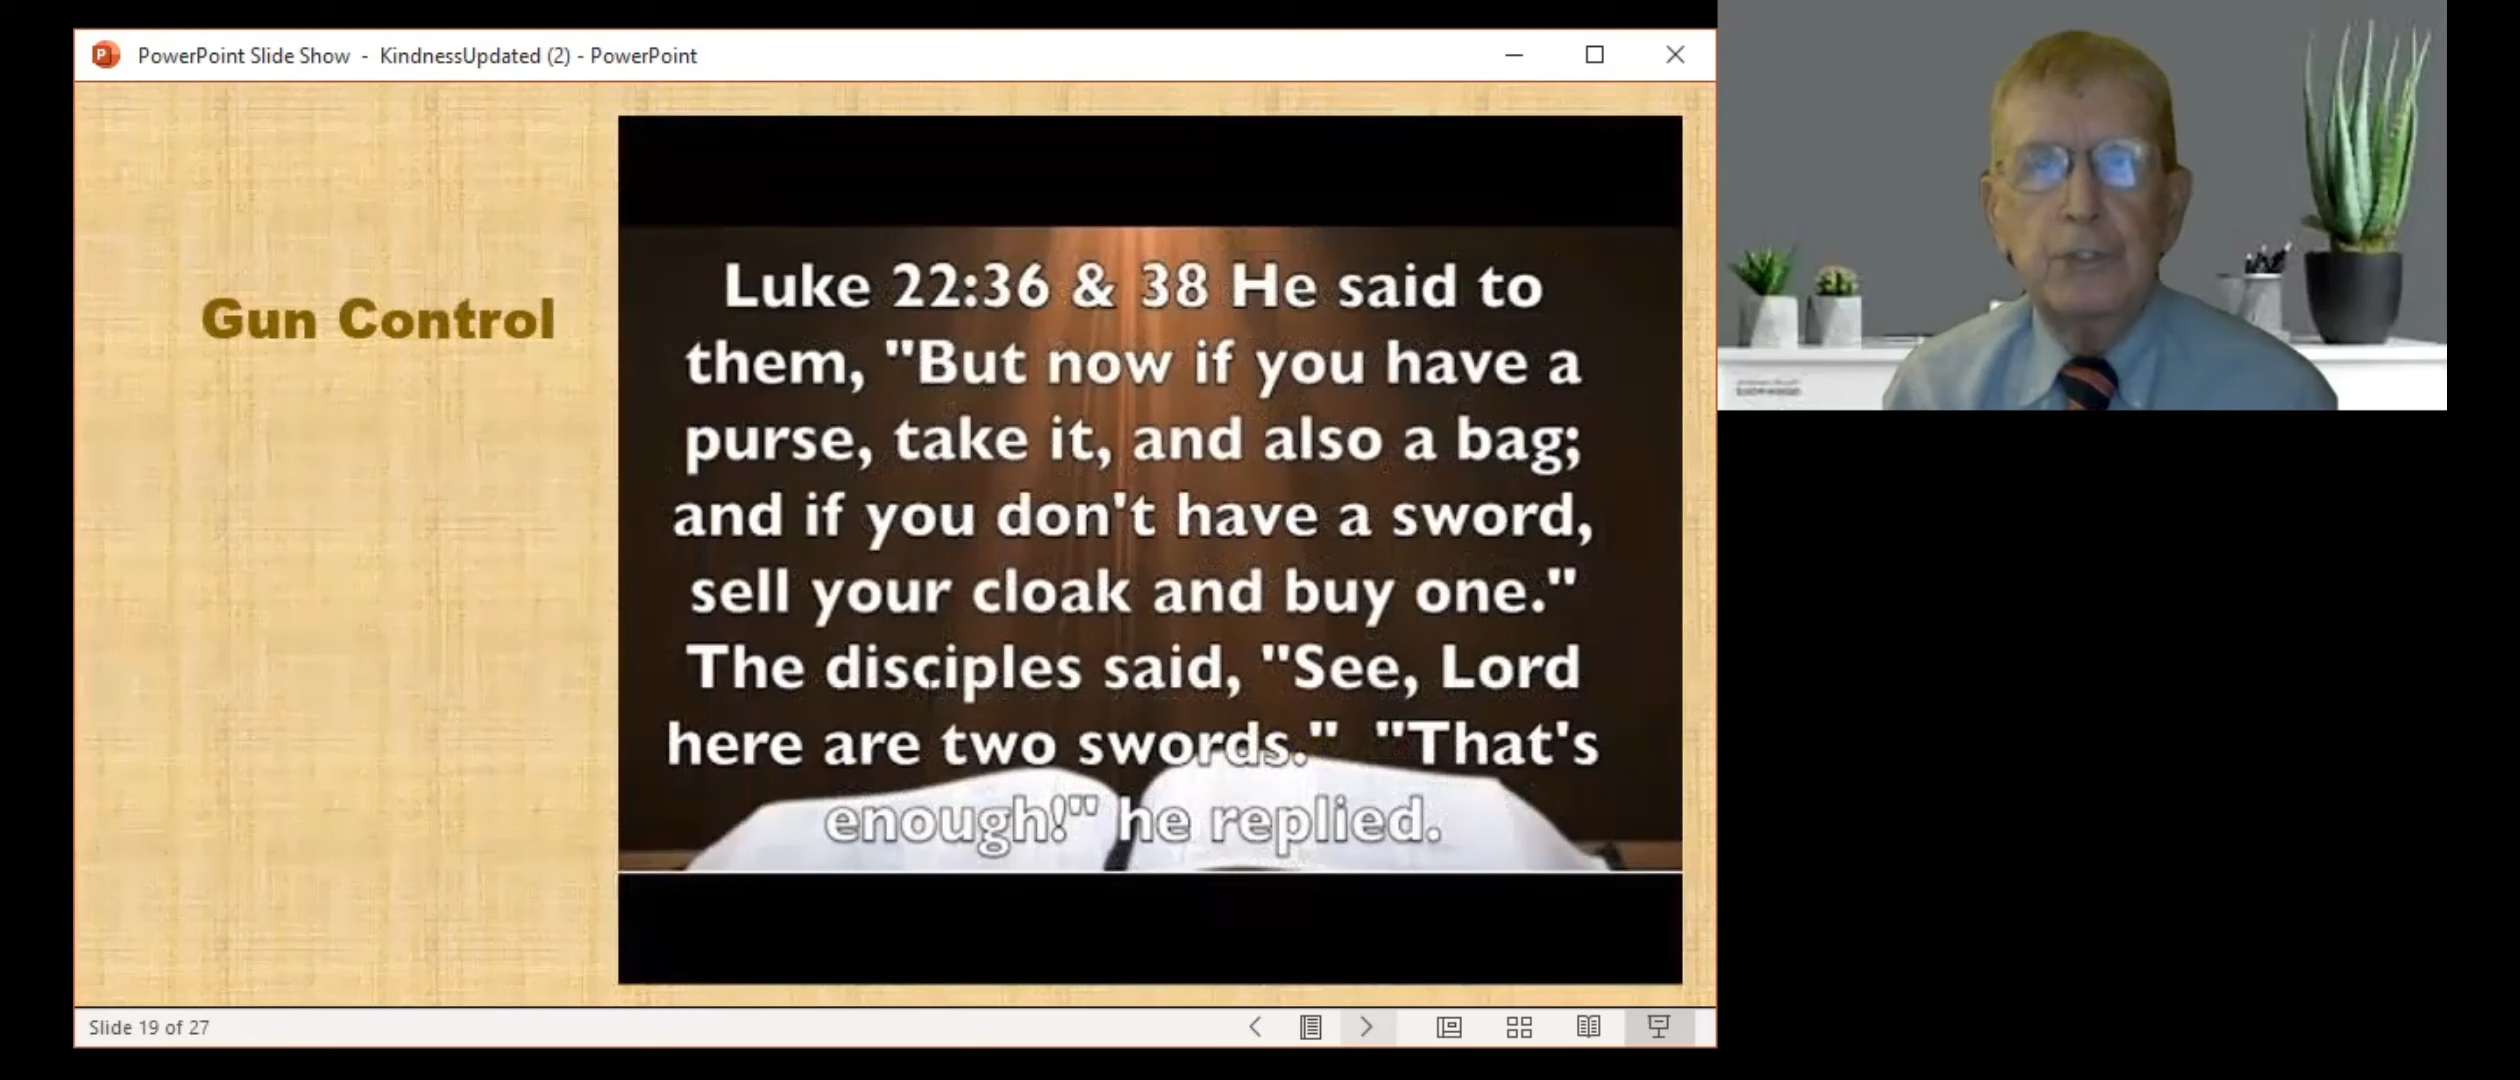 PowerPoint Slide Show - KindnessUpdated (2) - PowerPoint
Gun Control
Luke 22:36 & 38 He said to
them, "But now if you have a
purse, take it, and also a bag;
and if you don't have a sword,
sell your cloak and buy one."
The disciples said, "See, Lord
here are two swords." "That's
enough!" he replied.
Slide 19 of 27